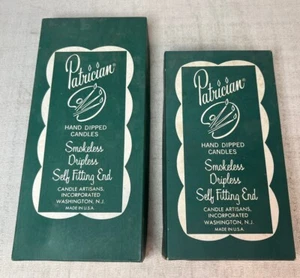 Patrician®
HAND DIPPED
CANDLES
Smokeless
Dripless
Self Fitting End
CANDLE ARTISANS,
INCORPORATED
WASHINGTON, N.J.
MADE IN U.S.A.
Patrician®
HAND DIPPED
CANDLES
Smokeless
Dripless
Self Fitting End
CANDLE ARTISANS,
INCORPORATED
WASHINGTON, N.J.
MADE IN U.S.A.